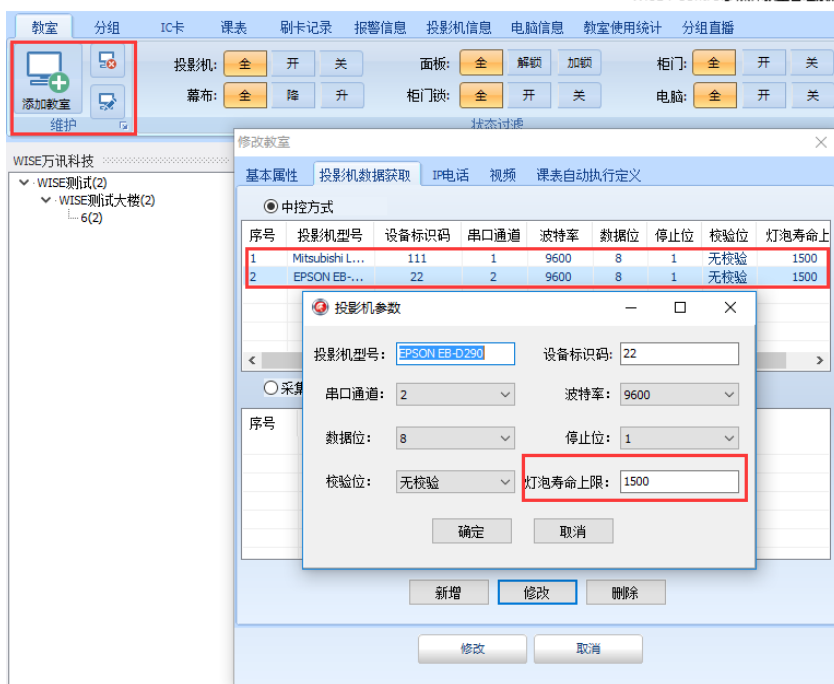 教室 分组 IC卡 课表 刷卡记录 报警信息 投影机信息 电脑信息 教室使用统计 分组直播
投影机: 全 开 关 面板: 全 解锁 加锁 柜门: 全 开 关
添加教室 幕布: 全 降 升 柜门锁: 全 开 关 电脑: 全 开 关
维护 状态过滤
WISE万讯科技
WISE测试(2)
WISE测试大楼(2)
6(2)
修改教室
基本属性 投影机数据获取 IP电话 视频 课表自动执行定义
中控方式
序号 投影机型号 设备标识码 串口通道 波特率 数据位 停止位 校验位 灯泡寿命上
1 Mitsubishi L... 111 1 9600 8 1 无校验 1500
2 EPSON EB-... 22 2 9600 8 1 无校验 1500
投影机参数
投影机型号: EPSON EB-D290 设备标识码: 22
串口通道: 2 波特率: 9600
数据位: 8 停止位: 1
校验位: 无校验 灯泡寿命上限: 1500
确定 取消
采集
序号
新增 修改 删除
修改 取消